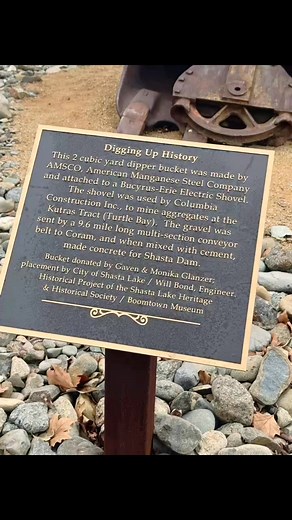 Digging Up History
This 2 cubic yard dipper bucket was made by
AMSCO, American Manganese Steel Company
and attached to a Bucyrus-Erie Electric Shovel.
The shovel was used by Columbia
Construction Inc., to mine aggregates at the
Kutras Tract (Turtle Bay). The gravel was
sent by a 9.6 mile long multi-section conveyor
belt to Coram, and when mixed with cement,
made concrete for Shasta Dam.
Bucket donated by Gaven & Monika Glanzer;
placement by City of Shasta Lake / Will Bond, Engineer,
Historical Project of the Shasta Lake Heritage
& Historical Society / Boomtown Museum